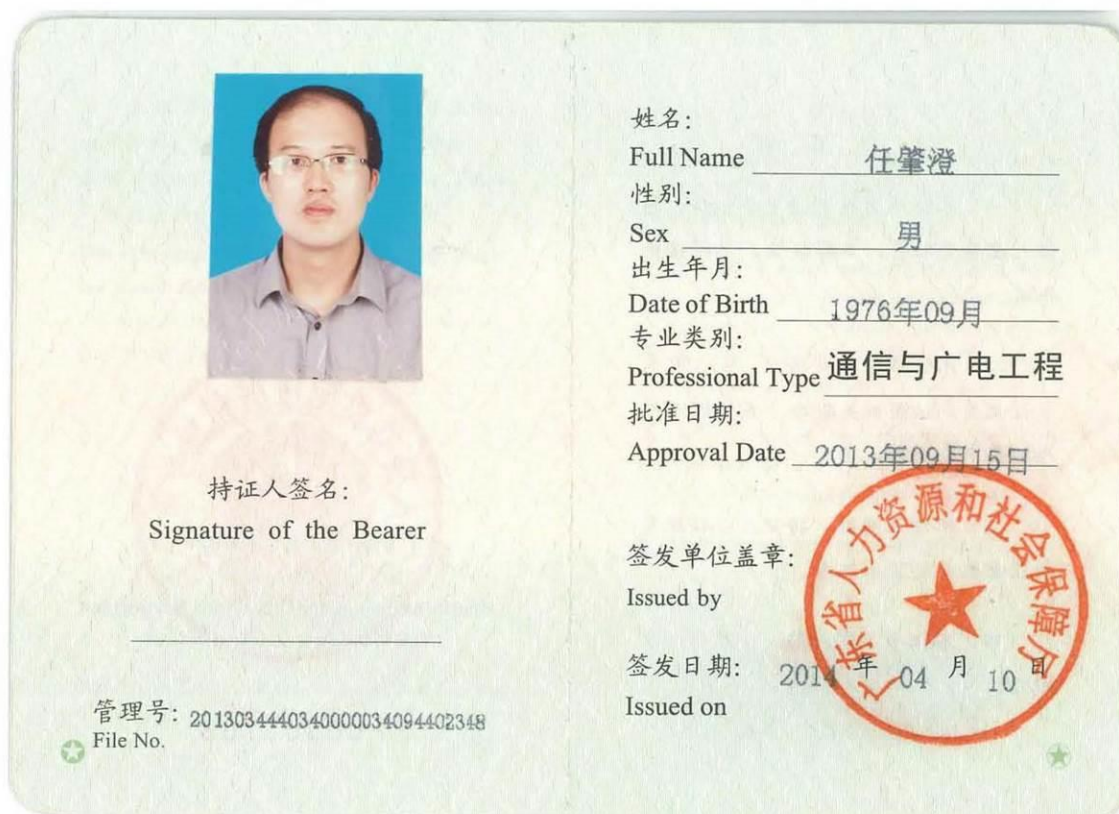 持证人签名:
Signature of the Bearer
管理号: 2013034440340000034094402348
File No.
姓名:
Full Name 任肇澄
性别:
Sex 男
出生年月:
Date of Birth 1976年09月
专业类别:
Professional Type 通信与广电工程
批准日期:
Approval Date 2013年09月15日
签发单位盖章:
Issued by
广东省人力资源和社会保障厅
签发日期: 2014 年 04 月 10 日
Issued on